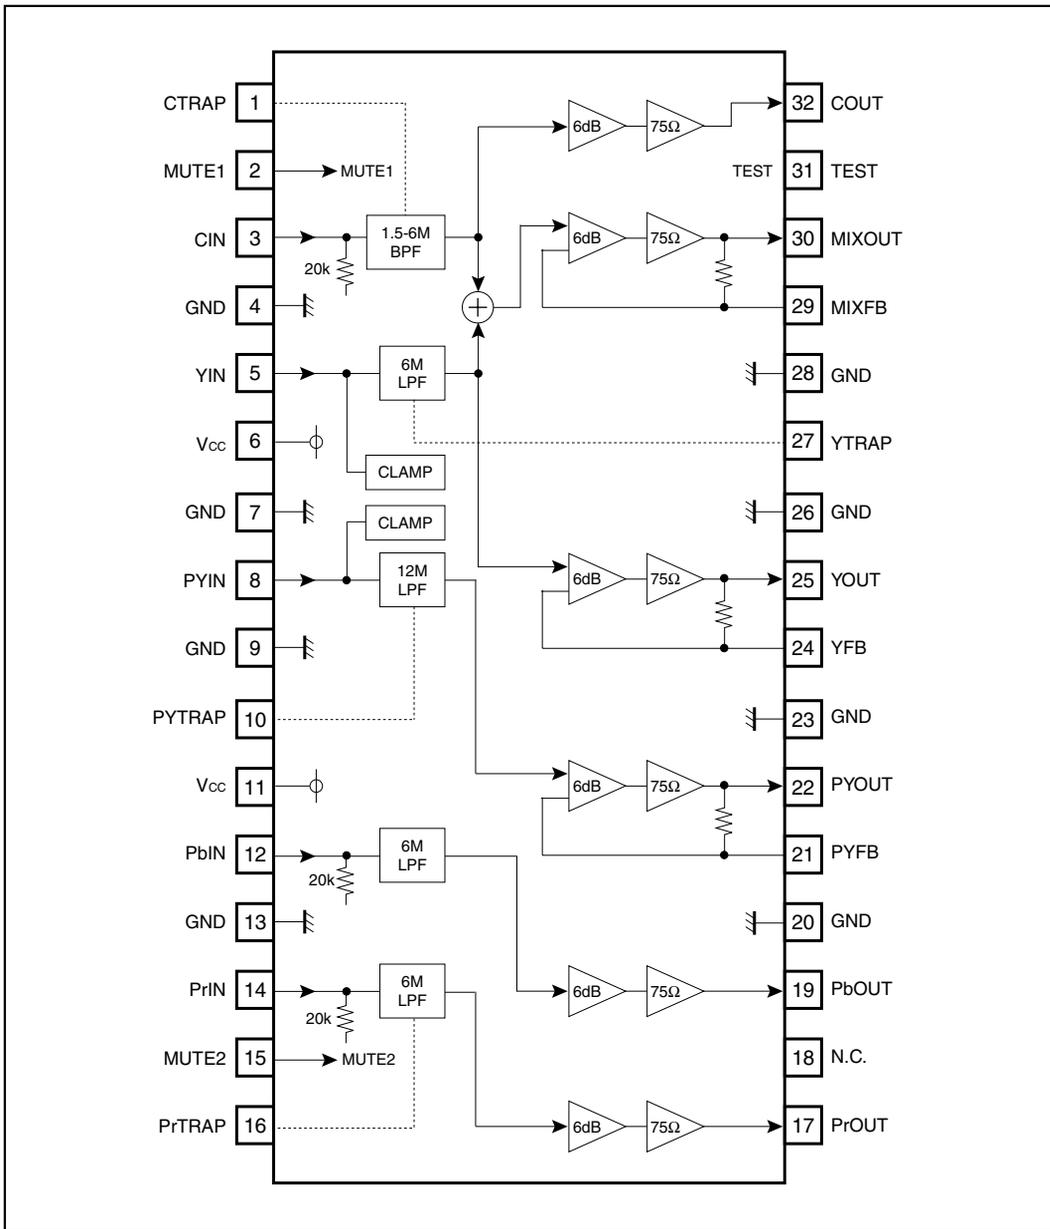 CTRAP 1
6dB 75Ω
32 COUT
MUTE1 2 MUTE1
TEST 31 TEST
CIN 3
1.5-6M
BPF
20k
6dB 75Ω
30 MIXOUT
GND 4
+
29 MIXFB
YIN 5
6M
LPF
28 GND
Vcc 6
27 YTRAP
CLAMP
GND 7
CLAMP
26 GND
PYIN 8
12M
LPF
6dB 75Ω
25 YOUT
GND 9
24 YFB
PYTRAP 10
23 GND
Vcc 11
6dB 75Ω
22 PYOUT
PbIN 12
20k
6M
LPF
21 PYFB
GND 13
20 GND
PrIN 14
20k
6M
LPF
6dB 75Ω
19 PbOUT
MUTE2 15 MUTE2
18 N.C.
PrTRAP 16
6dB 75Ω
17 PrOUT